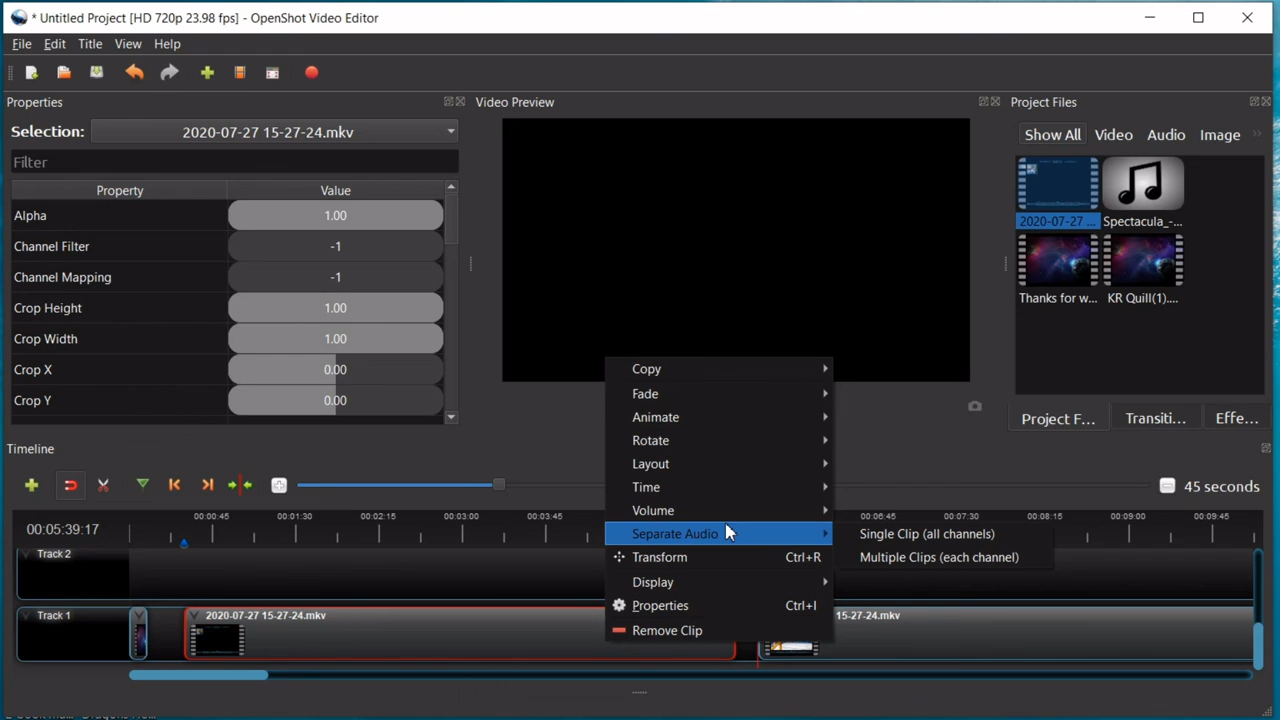 * Untitled Project [HD 720p 23.98 fps] - OpenShot Video Editor
File Edit Title View Help
Properties
Video Preview
Project Files
Selection: 2020-07-27 15-27-24.mkv
Show All Video Audio Image
Filter
Property Value
Alpha 1.00
Channel Filter -1
Channel Mapping -1
Crop Height 1.00
Crop Width 1.00
Crop X 0.00
Crop Y 0.00
2020-07-27 ... Spectacula_-...
Thanks for w... KR Quill(1)....
Project F... Transiti... Effe...
Copy
Fade
Animate
Rotate
Layout
Time
Volume
Separate Audio
Transform Ctrl+R
Display
Properties Ctrl+I
Remove Clip
Single Clip (all channels)
Multiple Clips (each channel)
Timeline
45 seconds
00:05:39:17
00:00:45 00:01:30 00:02:15 00:03:00 00:03:45 00:06:45 00:07:30 00:08:15 00:09:00 00:09:45
Track 2
Track 1
2020-07-27 15-27-24.mkv
15-27-24.mkv